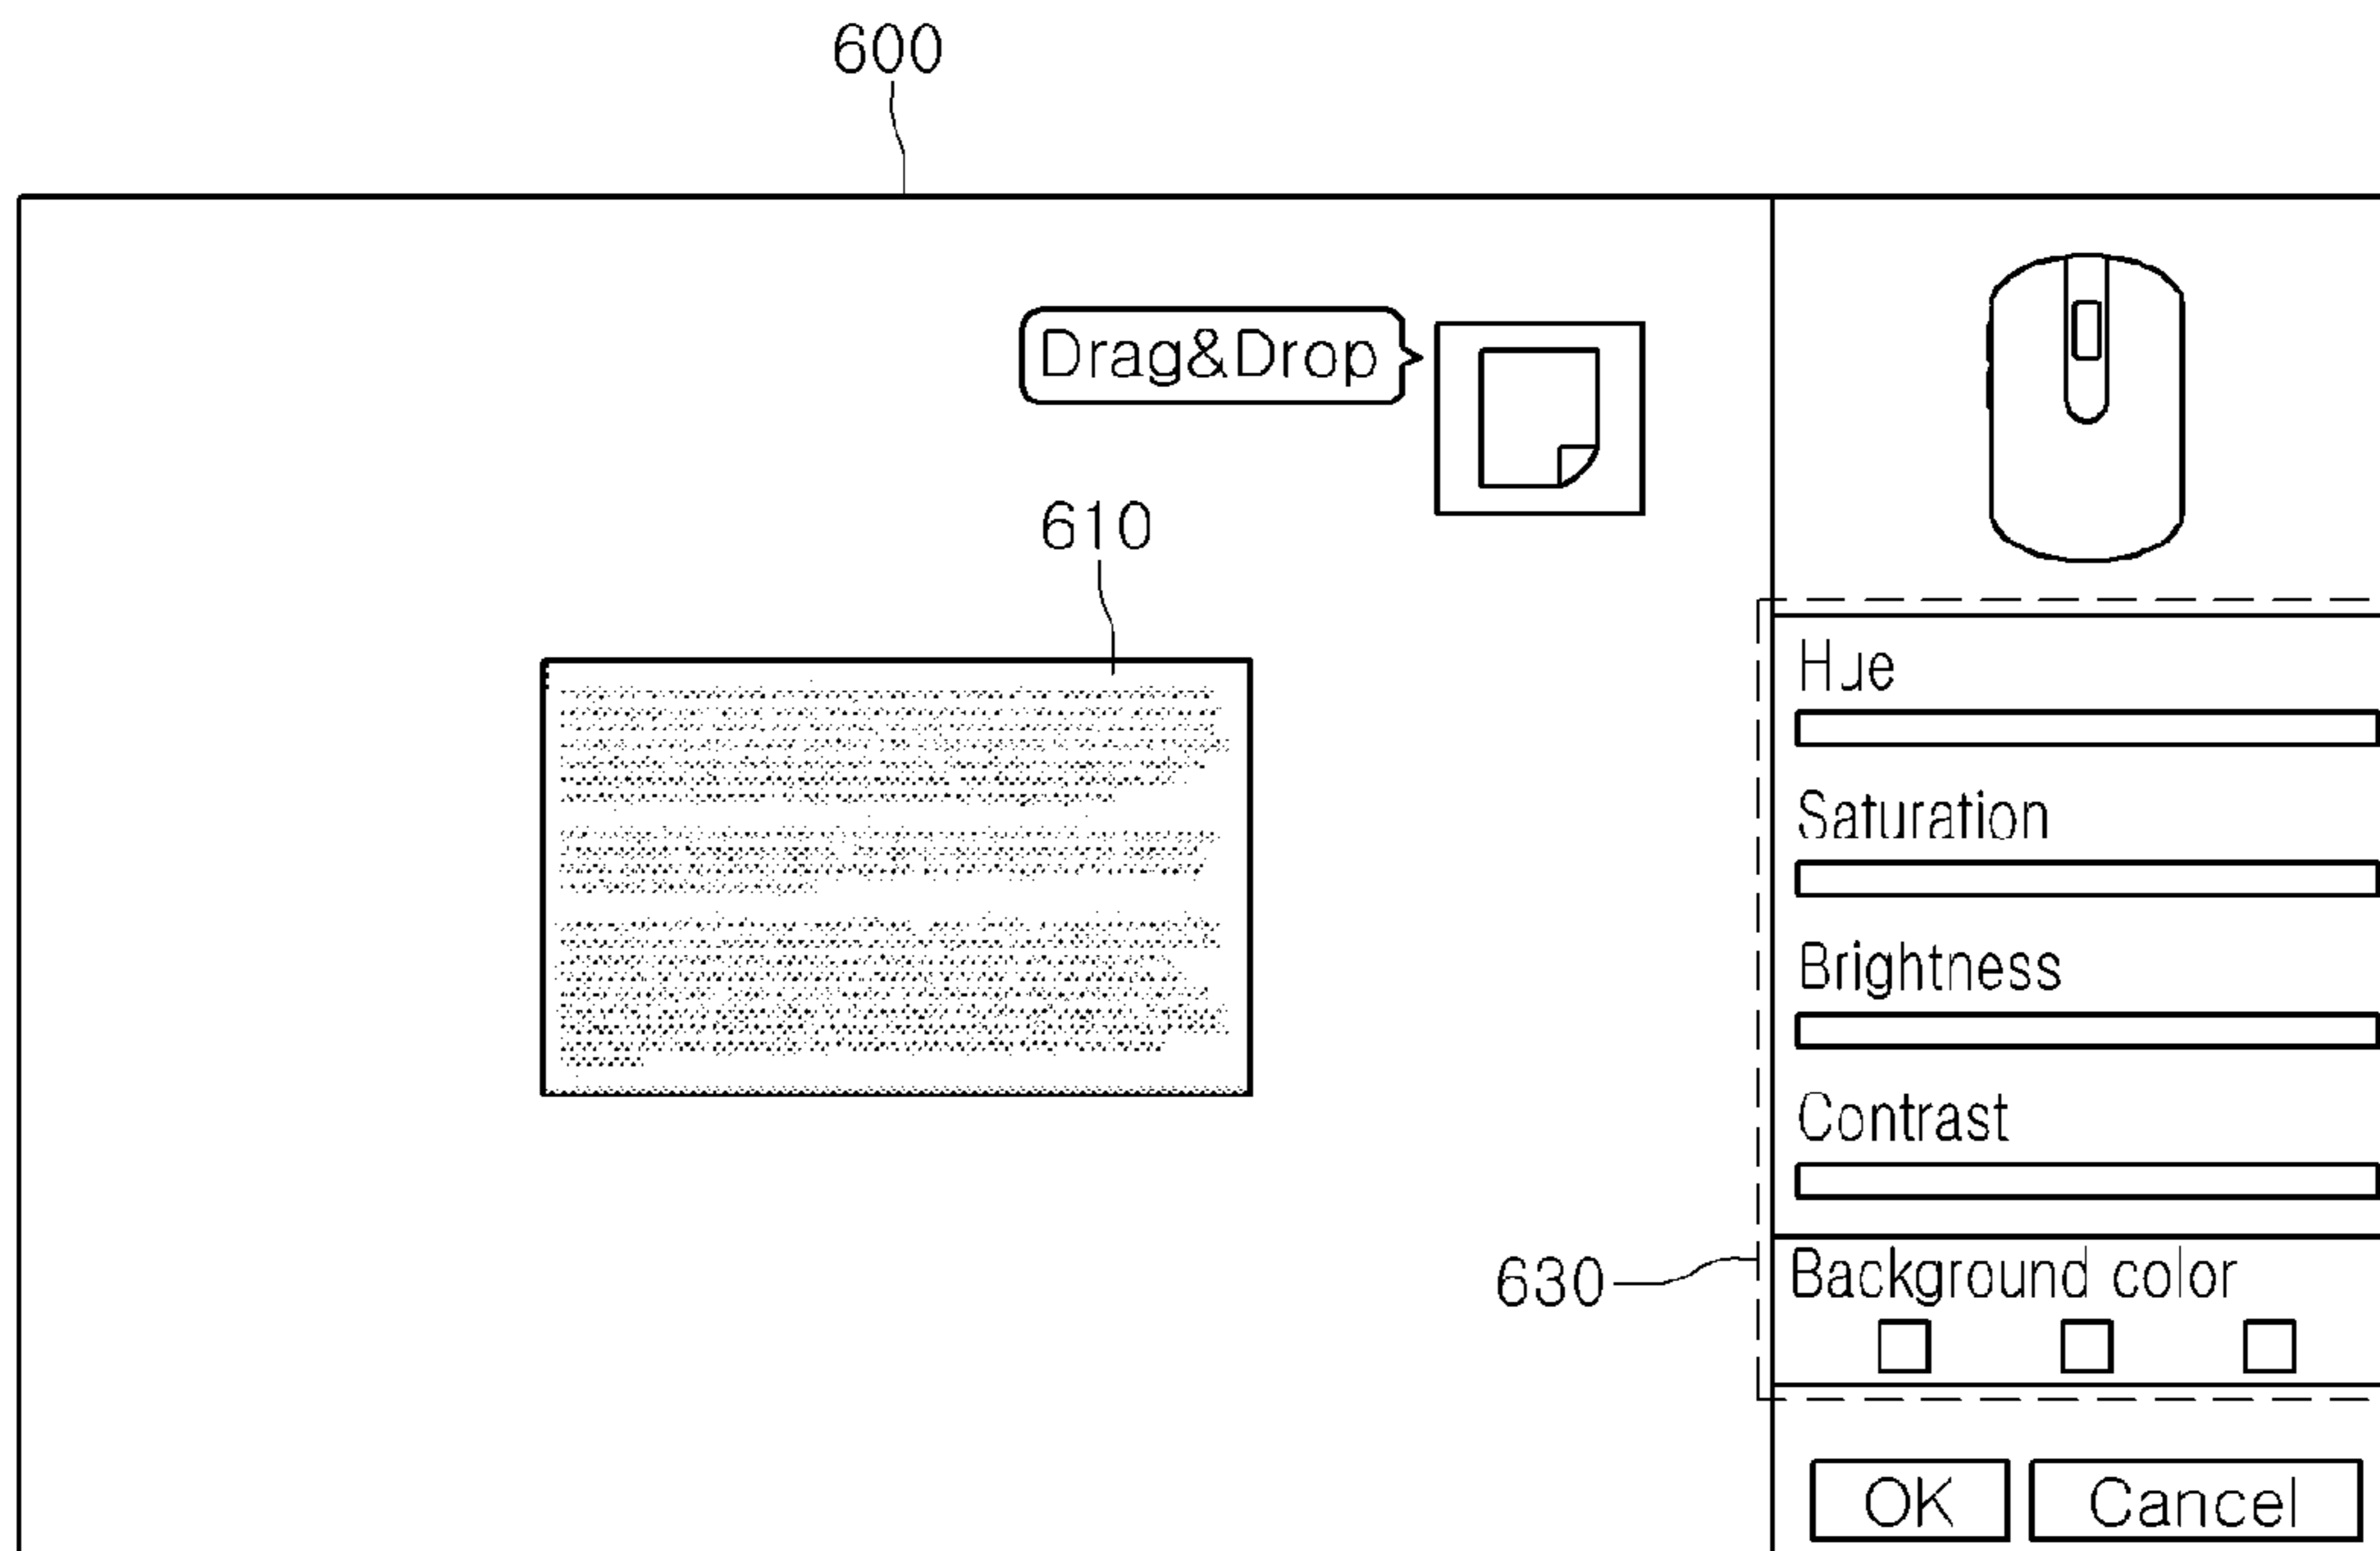 600
Drag&Drop
610
Hue
Saturation
Brightness
Contrast
630
Background color
OK
Cancel